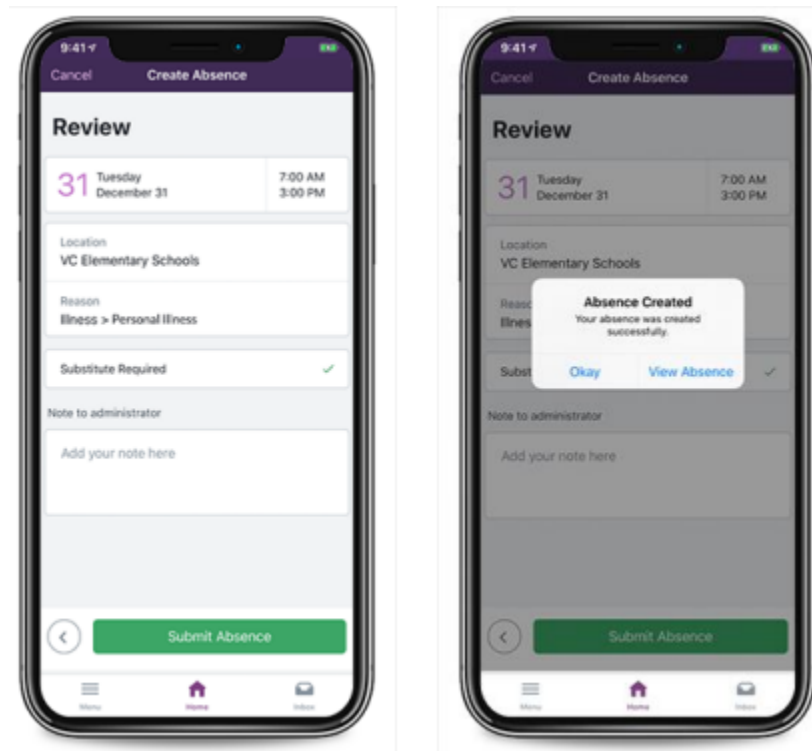 9:41
Cancel
Create Absence
Review
31
Tuesday
December 31
7:00 AM
3:00 PM
Location
VC Elementary Schools
Reason
Illness > Personal Illness
Substitute Required
Note to administrator
Add your note here
Submit Absence
Menu
Home
Inbox
9:41
Cancel
Create Absence
Review
31
Tuesday
December 31
7:00 AM
3:00 PM
Location
VC Elementary Schools
Reaso
Illnes
Absence Created
Your absence was created
successfully.
Okay
View Absence
Subst
Note to administrator
Add your note here
Submit Absence
Menu
Home
Inbox